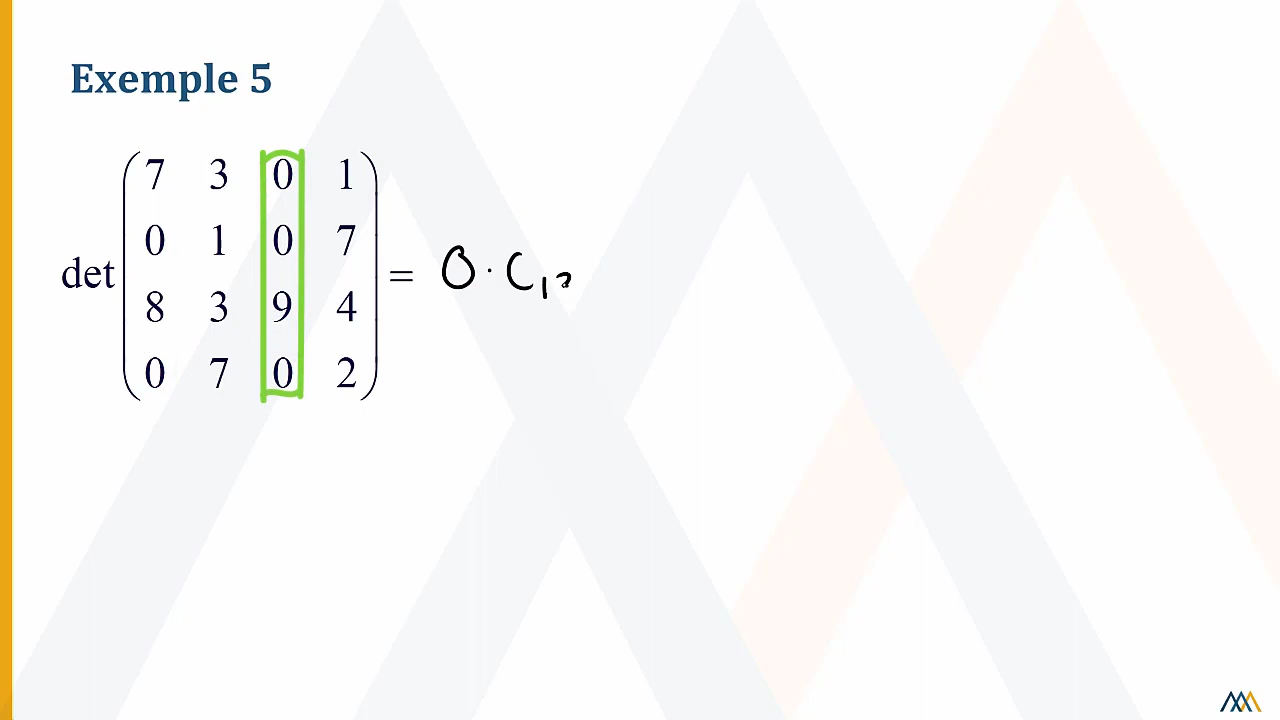 Exemple 5
7 3 0 1
0 1 0 7
det
= 0 · C₁₃
8 3 9 4
0 7 0 2